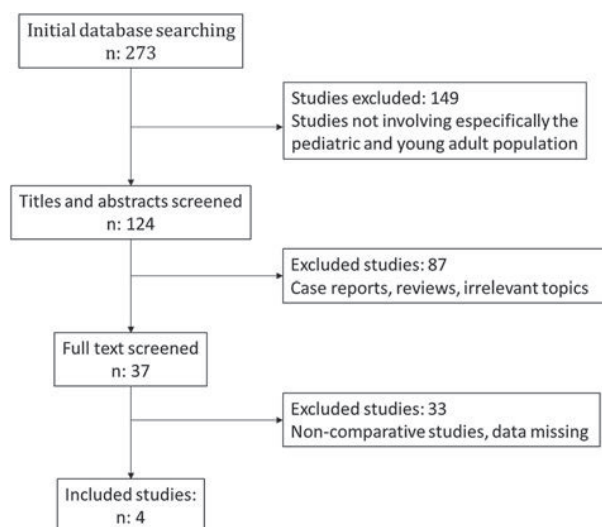 Initial database searching
n: 273
Studies excluded: 149
Studies not involving especifically the
pediatric and young adult population
Titles and abstracts screened
n: 124
Excluded studies: 87
Case reports, reviews, irrelevant topics
Full text screened
n: 37
Excluded studies: 33
Non-comparative studies, data missing
Included studies:
n: 4